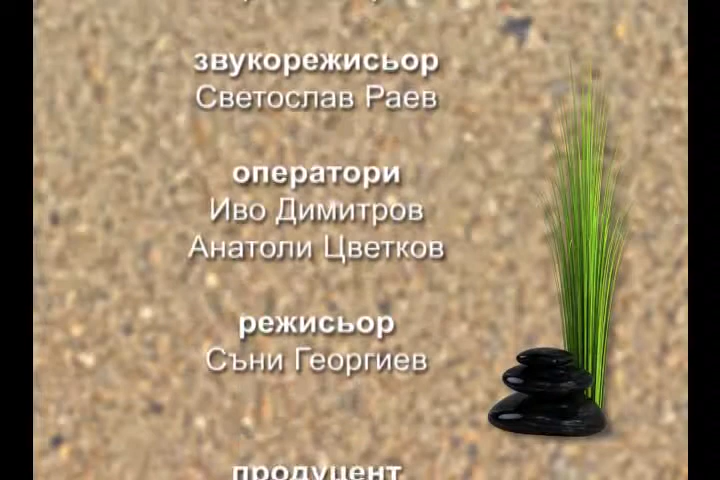 звукорежисьор
Светослав Раев
оператори
Иво Димитров
Анатоли Цветков
режисьор
Съни Георгиев
продуцент